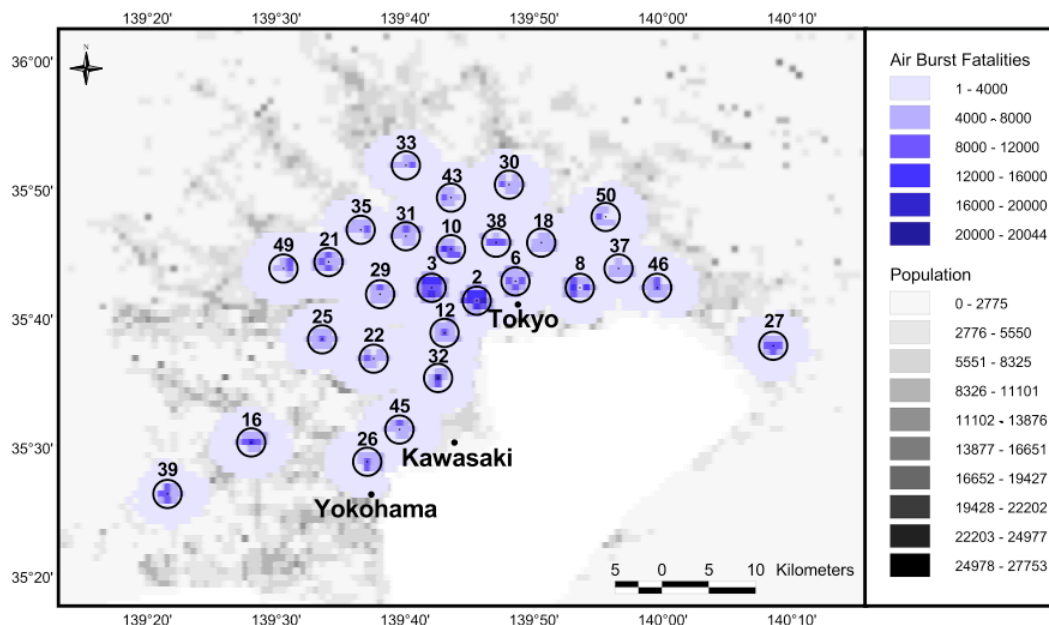 139°20' 139°30' 139°40' 139°50' 140°00' 140°10'
36°00'
35°50'
35°40'
35°30'
35°20'
N
33
30
43
50
35
31
38
18
10
49
21
37
3
6
8
46
29
2
Tokyo
12
25
27
22
32
45
16
Kawasaki
26
39
Yokohama
5 0 5 10 Kilometers
139°20' 139°30' 139°40' 139°50' 140°00' 140°10'
Air Burst Fatalities
1 - 4000
4000 - 8000
8000 - 12000
12000 - 16000
16000 - 20000
20000 - 20044
Population
0 - 2775
2776 - 5550
5551 - 8325
8326 - 11101
11102 - 13876
13877 - 16651
16652 - 19427
19428 - 22202
22203 - 24977
24978 - 27753